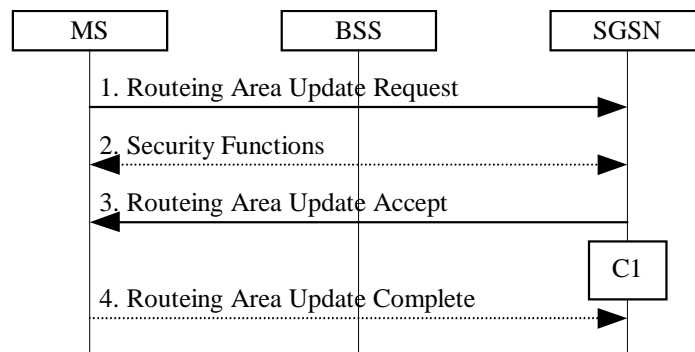 MS BSS SGSN
1. Routeing Area Update Request
2. Security Functions
3. Routeing Area Update Accept
C1
4. Routeing Area Update Complete